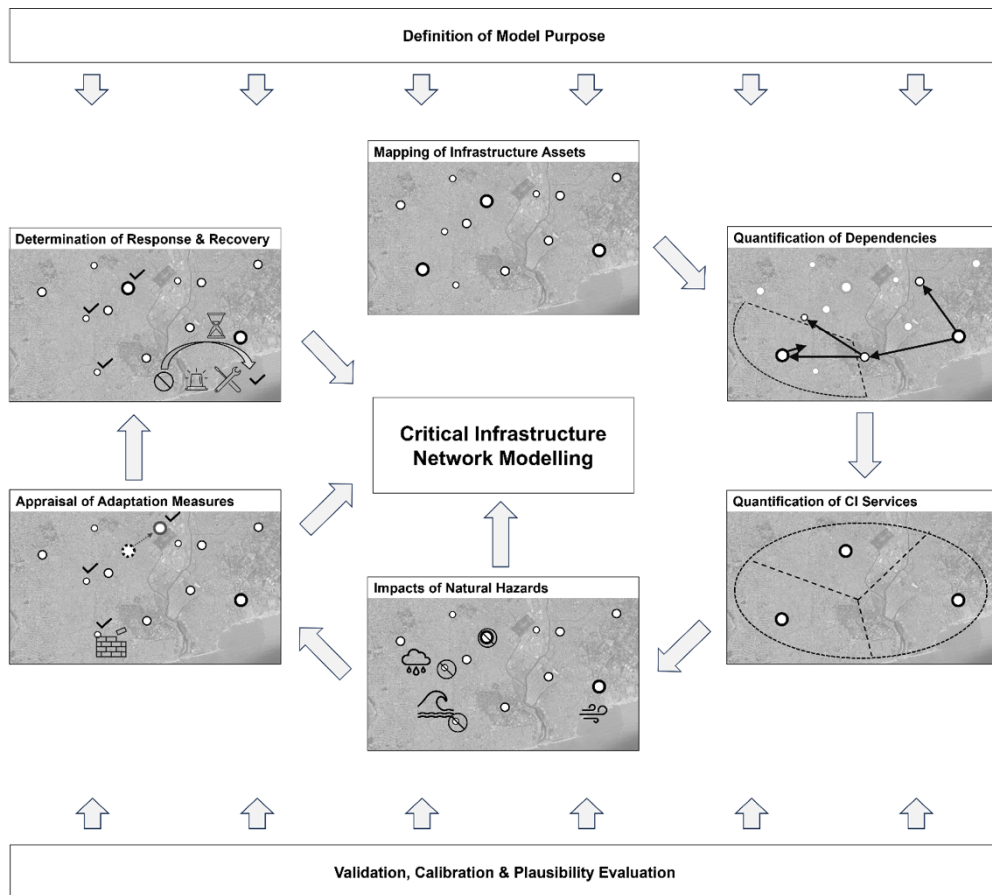 Definition of Model Purpose
Mapping of Infrastructure Assets
Determination of Response & Recovery
Quantification of Dependencies
Critical Infrastructure
Network Modelling
Appraisal of Adaptation Measures
Quantification of CI Services
Impacts of Natural Hazards
Validation, Calibration & Plausibility Evaluation